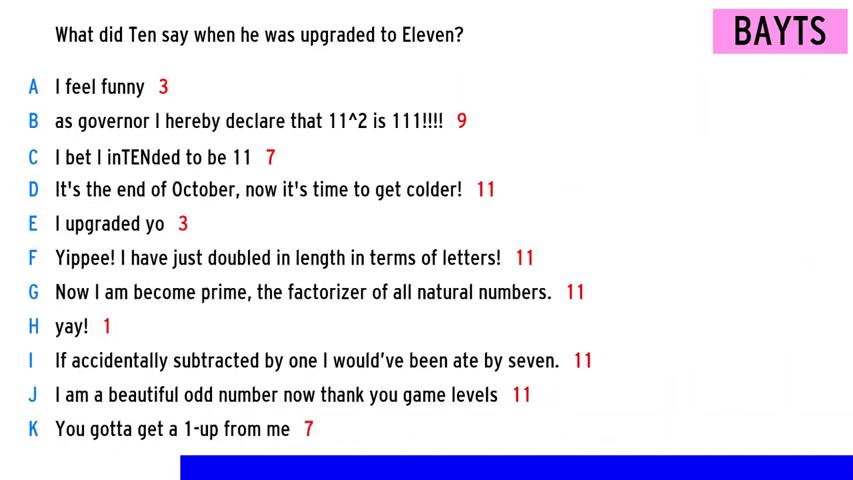 What did Ten say when he was upgraded to Eleven?
BAYTS
A I feel funny 3
B as governor I hereby declare that 11^2 is 111!!!! 9
C I bet I inTENded to be 11 7
D It's the end of October, now it's time to get colder! 11
E I upgraded yo 3
F Yippee! I have just doubled in length in terms of letters! 11
G Now I am become prime, the factorizer of all natural numbers. 11
H yay! 1
I If accidentally subtracted by one I would've been ate by seven. 11
J I am a beautiful odd number now thank you game levels 11
K You gotta get a 1-up from me 7